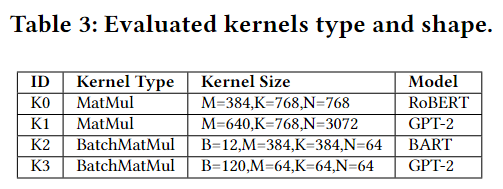 Table 3: Evaluated kernels type and shape.
ID Kernel Type Kernel Size Model
K0 MatMul M=384,K=768,N=768 RoBERT
K1 MatMul M=640,K=768,N=3072 GPT-2
K2 BatchMatMul B=12,M=384,K=384,N=64 BART
K3 BatchMatMul B=120,M=64,K=64,N=64 GPT-2